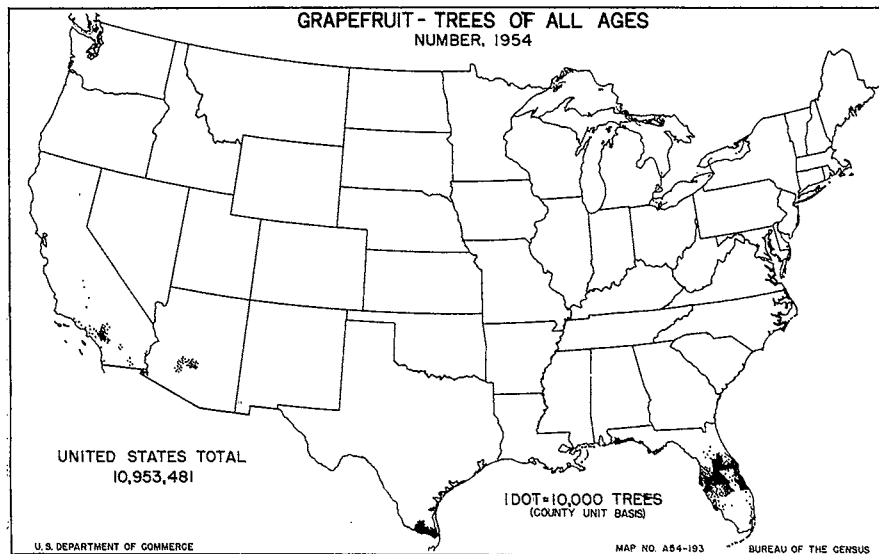 GRAPEFRUIT - TREES OF ALL AGES
NUMBER, 1954
UNITED STATES TOTAL
10,953,481
1 DOT=10,000 TREES
(COUNTY UNIT BASIS)
U. S. DEPARTMENT OF COMMERCE
MAP NO. A54-193
BUREAU OF THE CENSUS